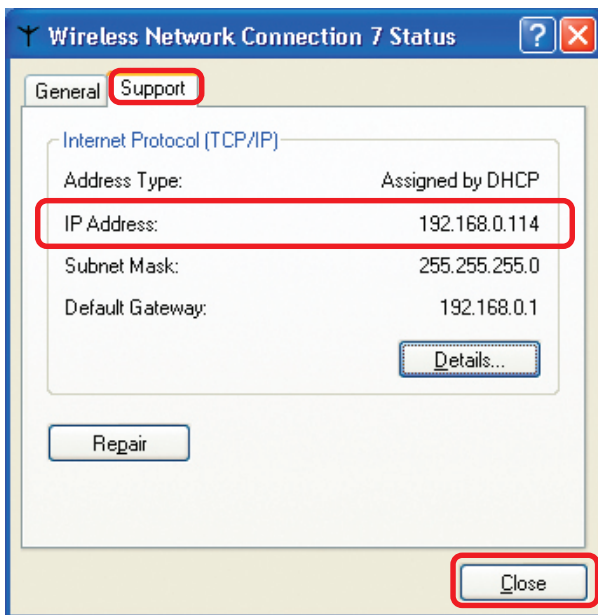 Wireless Network Connection 7 Status
General Support
Internet Protocol (TCP/IP)
Address Type: Assigned by DHCP
IP Address: 192.168.0.114
Subnet Mask: 255.255.255.0
Default Gateway: 192.168.0.1
Details...
Repair
Close